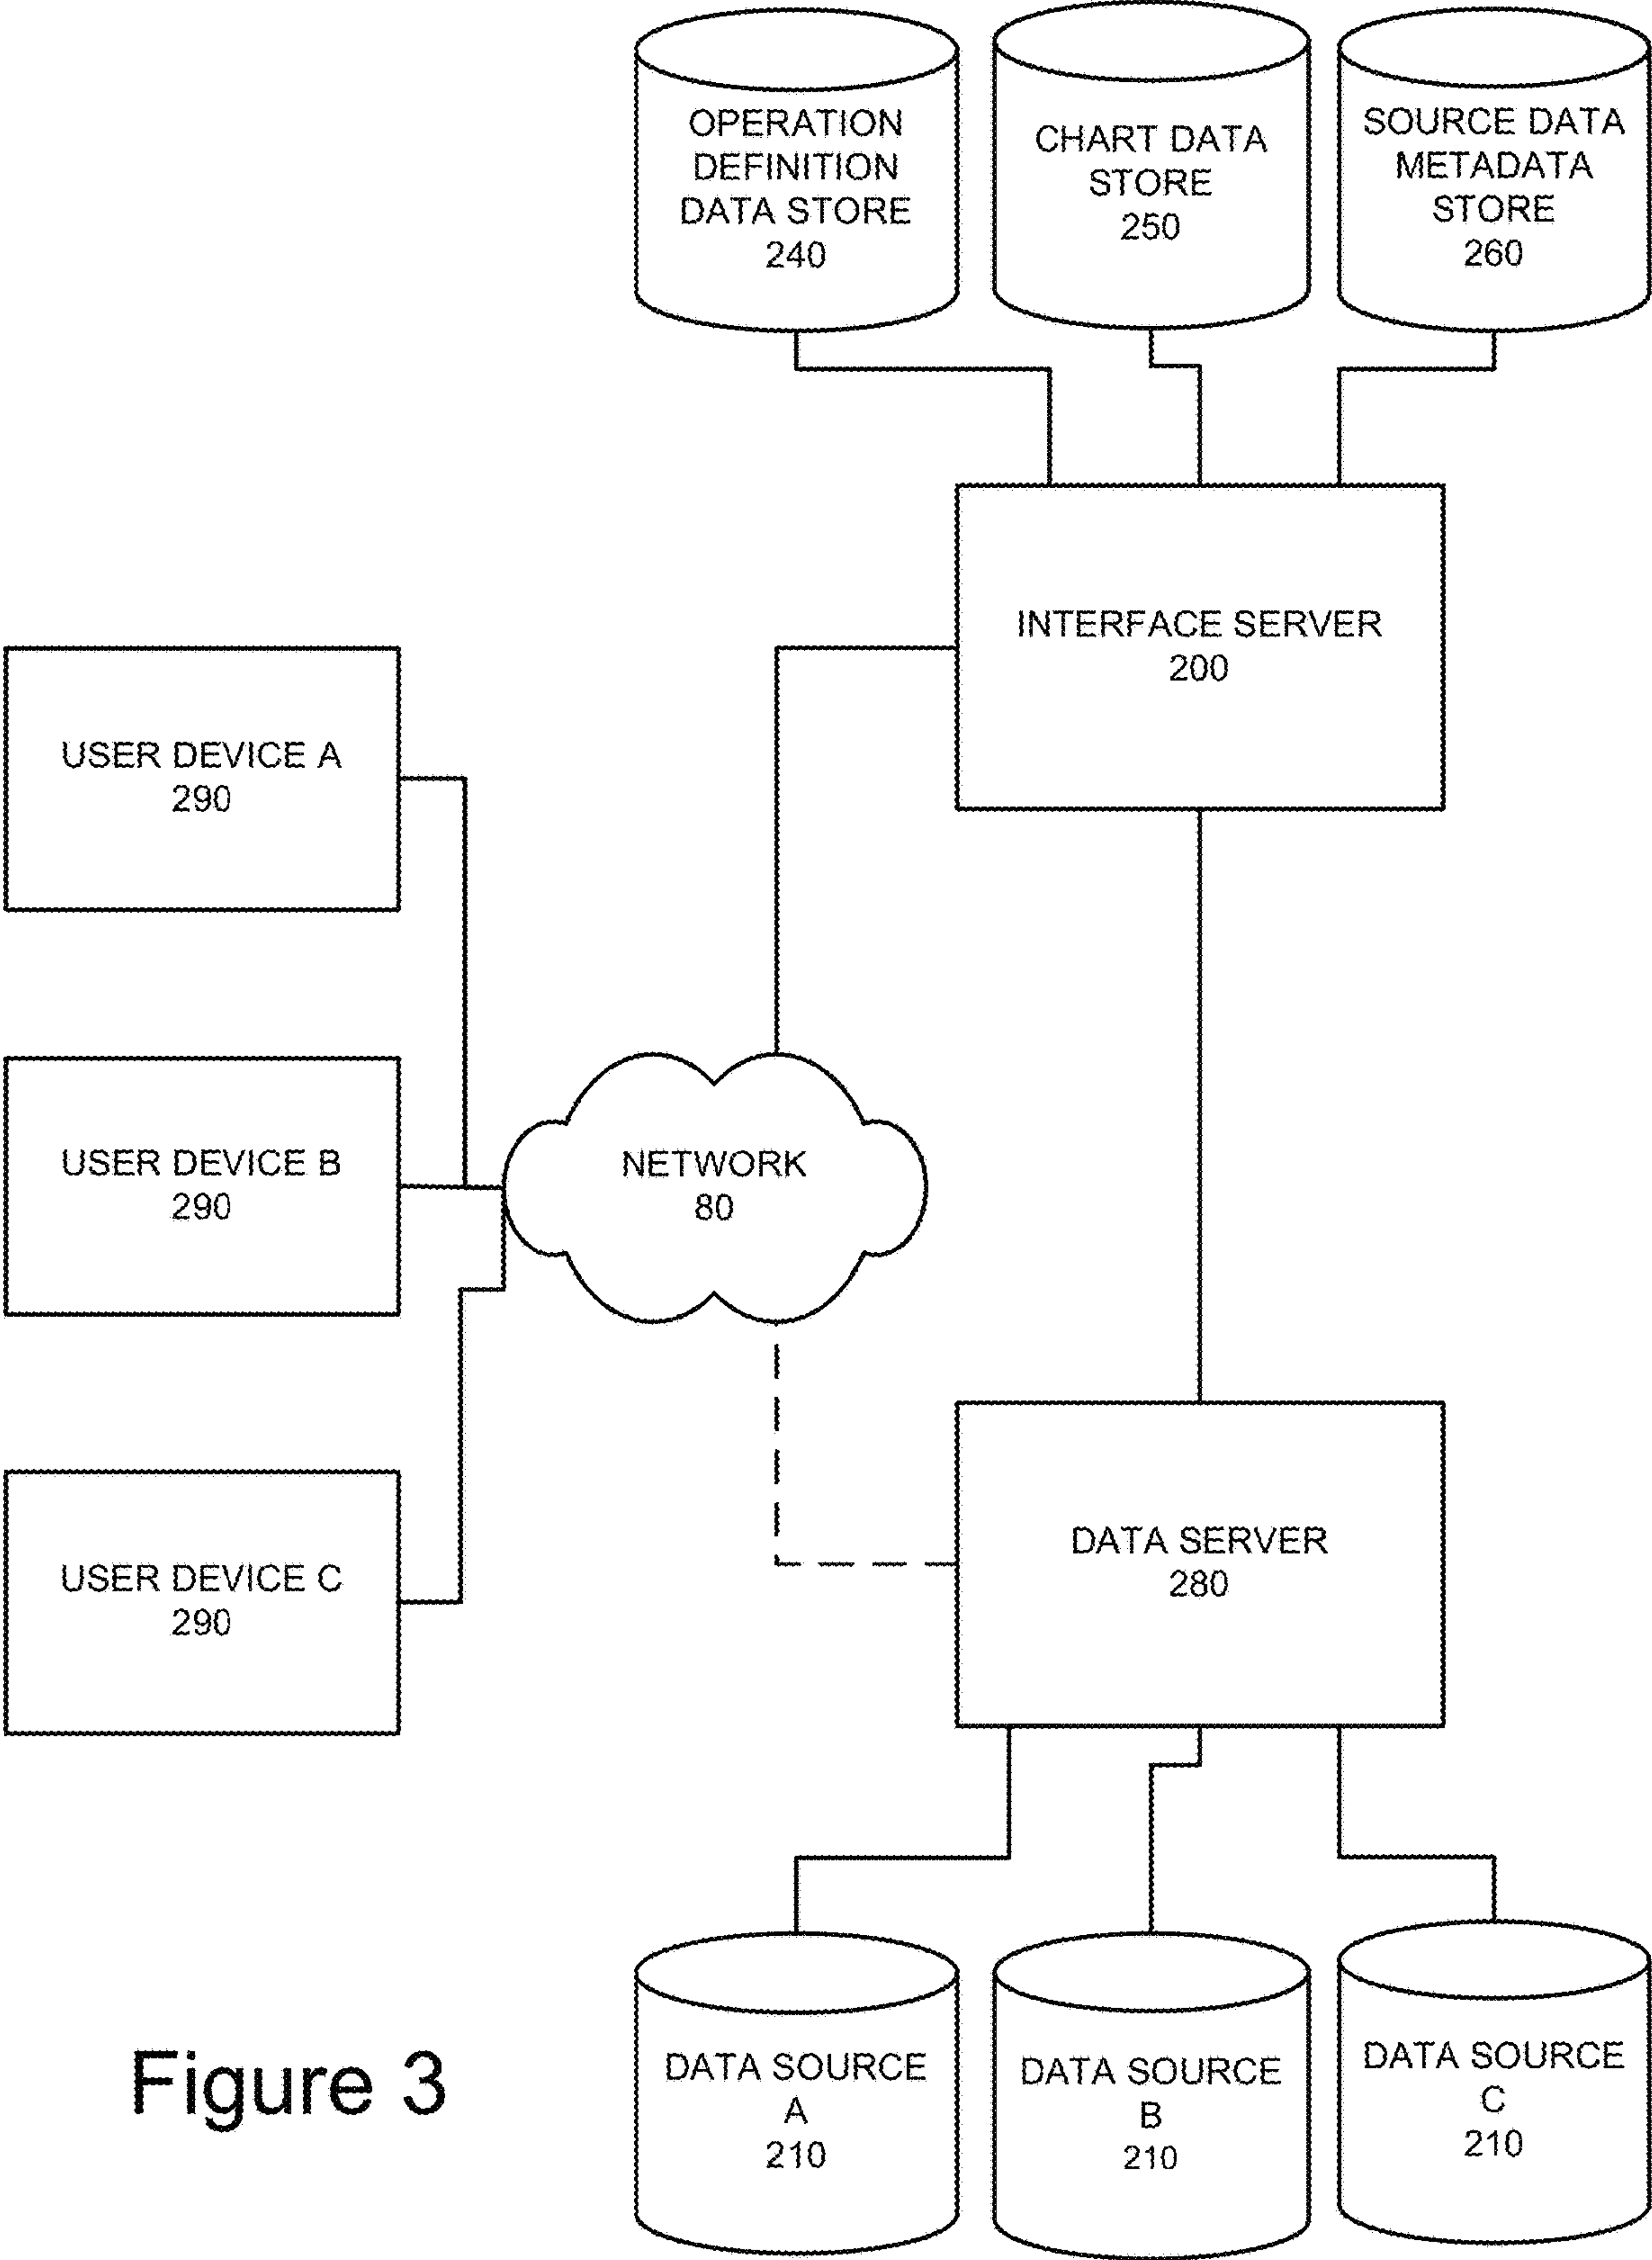 OPERATION
DEFINITION
DATA STORE
240
CHART DATA
STORE
250
SOURCE DATA
METADATA
STORE
260
INTERFACE SERVER
200
USER DEVICE A
290
USER DEVICE B
290
NETWORK
80
USER DEVICE C
290
DATA SERVER
280
DATA SOURCE
A
210
DATA SOURCE
B
210
DATA SOURCE
C
210
Figure 3